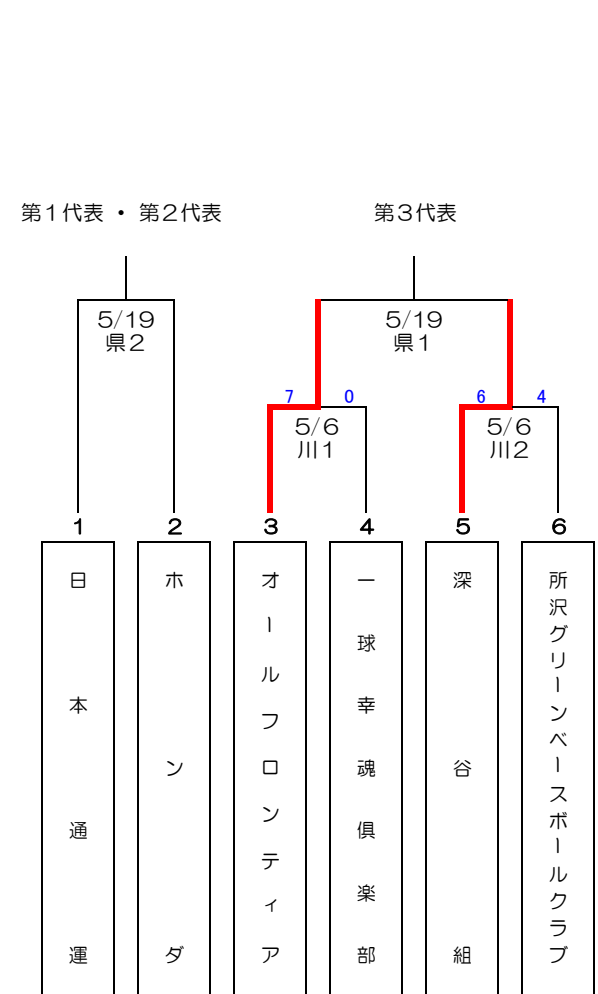 第1代表 ・ 第2代表
第3代表
5/19
県2
5/19
県1
7
0
6
4
5/6
川1
5/6
川2
1
2
3
4
5
6
日本通運
ホンダ
オールフロンティア
一球幸魂倶楽部
深谷組
所沢グリーンベースボールクラブ